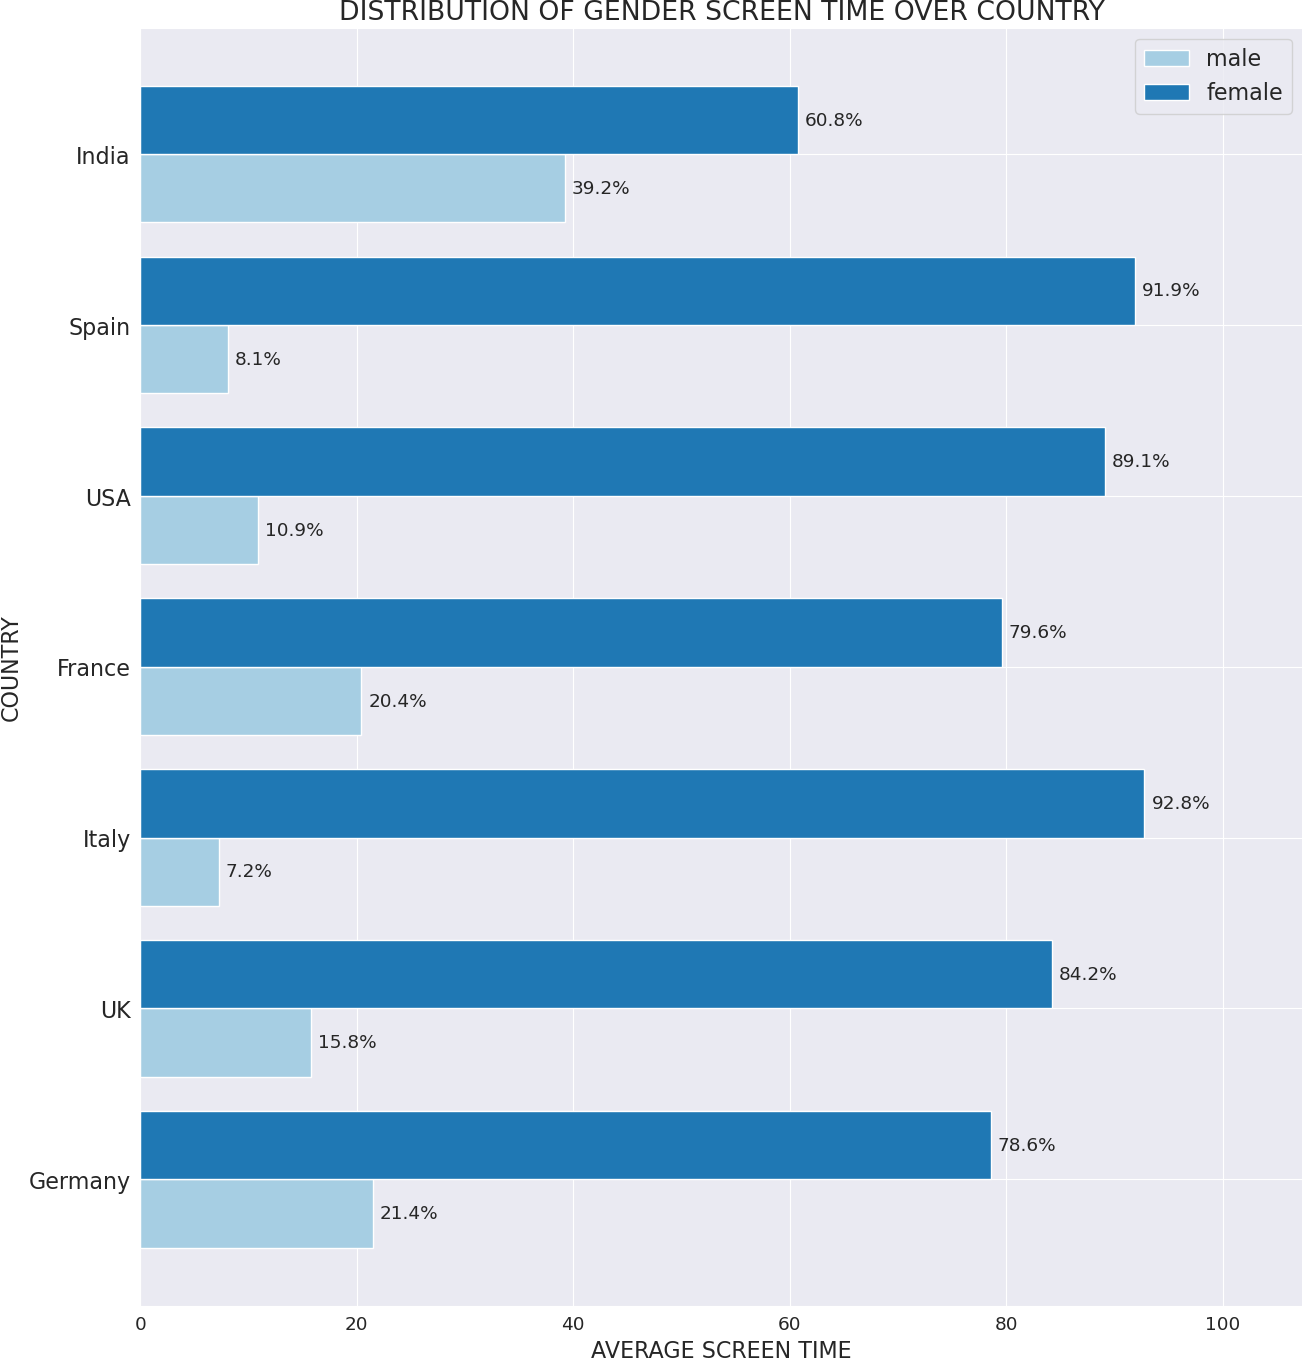 DISTRIBUTION OF GENDER SCREEN TIME OVER COUNTRY
male
female
India
60.8%
39.2%
Spain
91.9%
8.1%
USA
89.1%
10.9%
France
79.6%
20.4%
Italy
92.8%
7.2%
UK
84.2%
15.8%
Germany
78.6%
21.4%
COUNTRY
0 20 40 60 80 100
AVERAGE SCREEN TIME